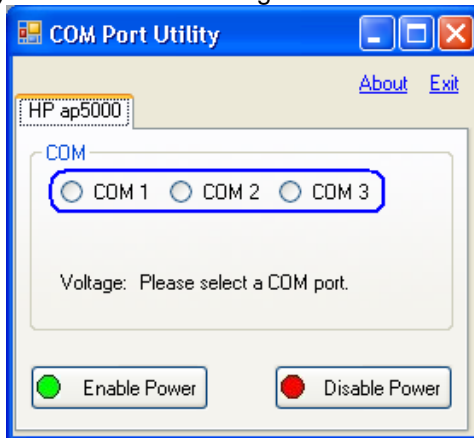 COM Port Utility
About Exit
HP ap5000
COM
COM 1 COM 2 COM 3
Voltage: Please select a COM port.
Enable Power Disable Power